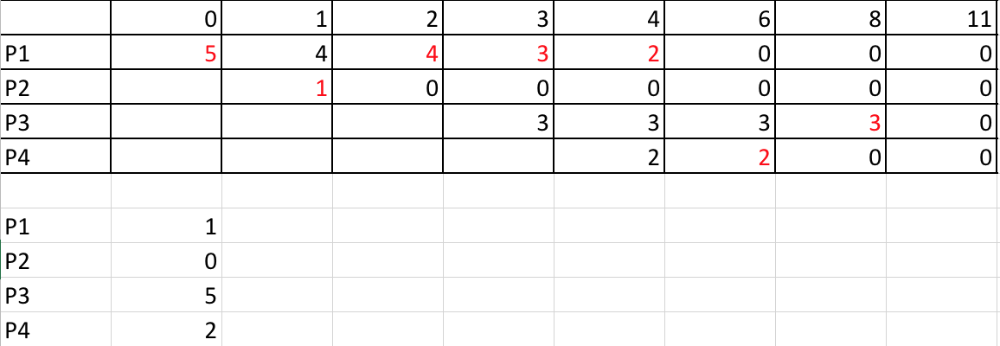 0 1 2 3 4 6 8 11
P1 5 4 4 3 2 0 0 0
P2 1 0 0 0 0 0 0
P3 3 3 3 3 0
P4 2 2 0 0
P1 1
P2 0
P3 5
P4 2